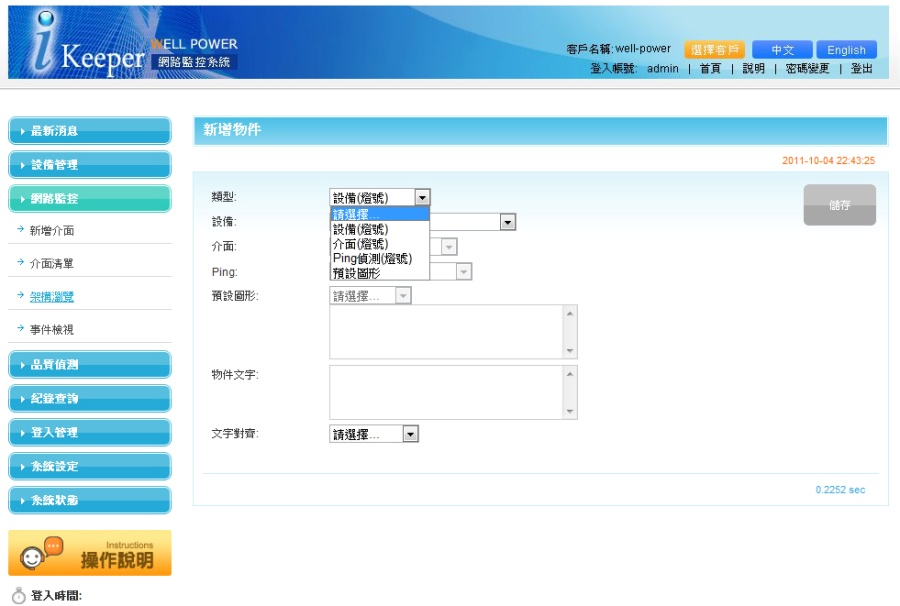 iKeeper WELL POWER
網路監控系統
客戶名稱: well-power 選擇客戶 中文 English
登入帳號: admin | 首頁 | 說明 | 密碼變更 | 登出
最新消息
設備管理
網路監控
新增介面
介面清單
架構瀏覽
事件檢視
品質偵測
紀錄查詢
登入管理
系統設定
系統狀態
Instructions
操作說明
登入時間:
新增物件
2011-10-04 22:43:25
類型: 設備(燈號)
請選擇...
設備(燈號)
介面(燈號)
Ping偵測(燈號)
預設圖形
儲存
設備:
介面:
Ping:
預設圖形: 請選擇...
物件文字:
文字對齊: 請選擇...
0.2252 sec